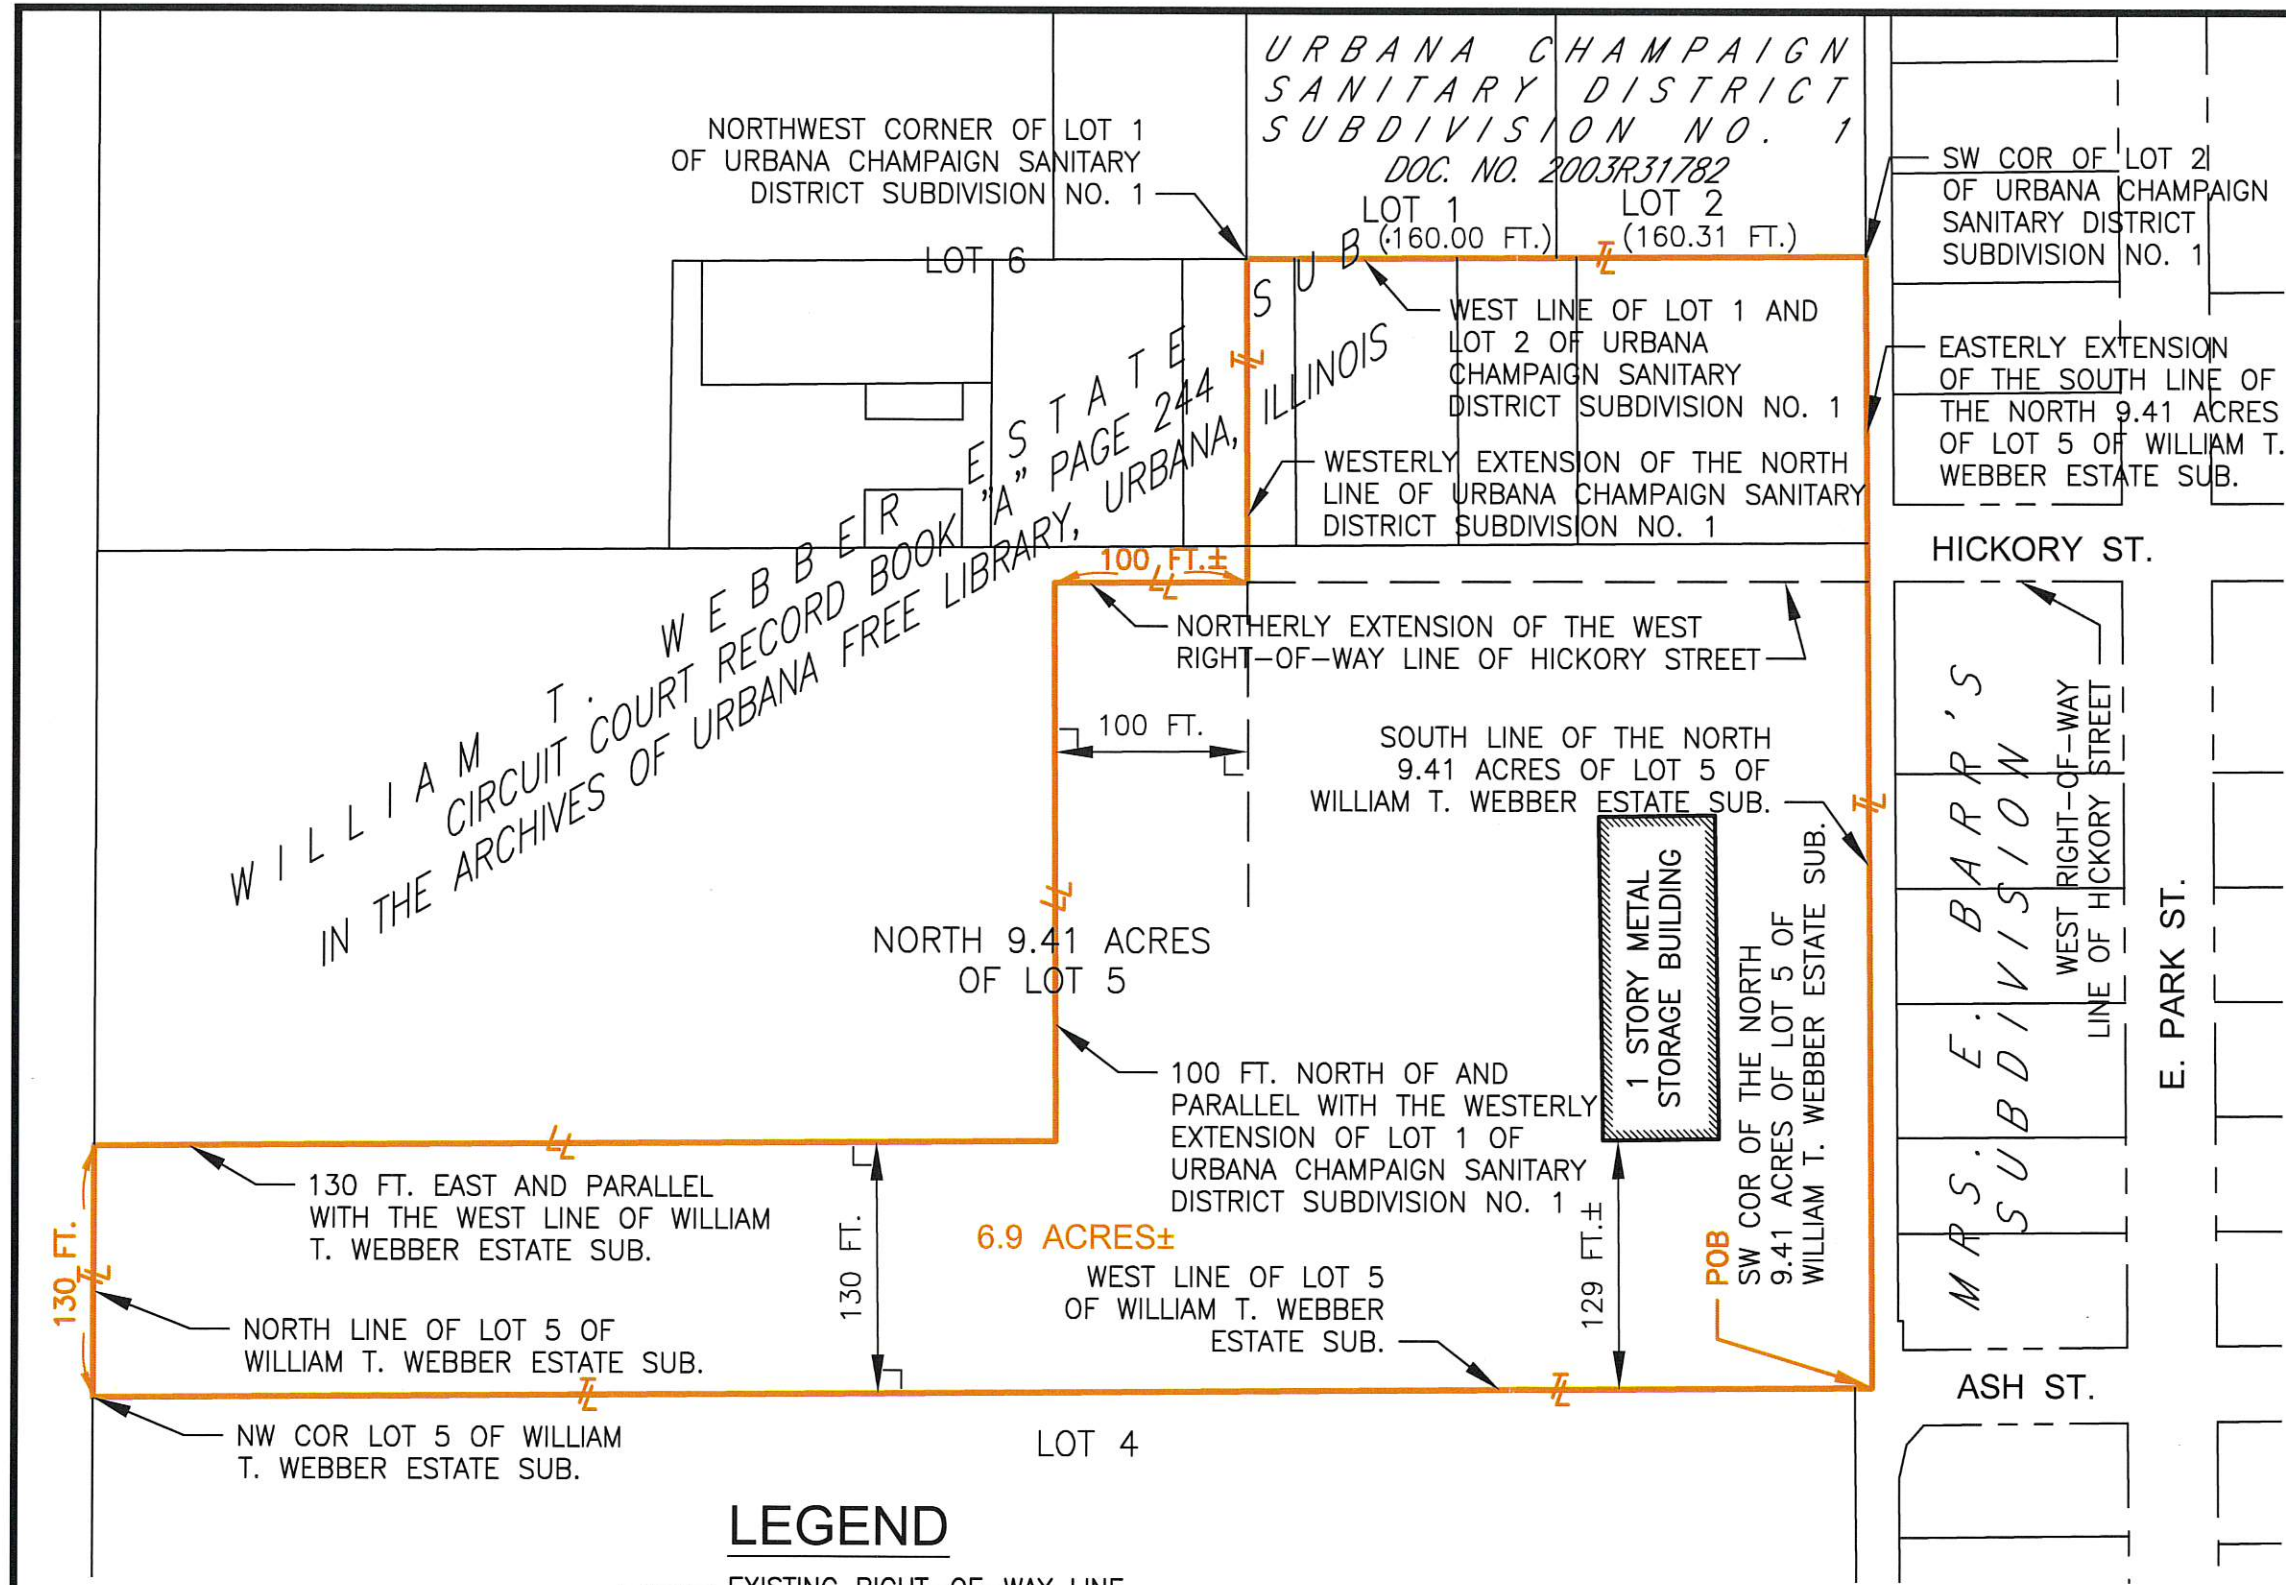 URBANA CHAMPAIGN
SANITARY DISTRICT
SUBDIVISION NO. 1
DOC. NO. 2003R31782
LOT 1
(160.00 FT.)
LOT 2
(160.31 FT.)
NORTHWEST CORNER OF LOT 1
OF URBANA CHAMPAIGN SANITARY
DISTRICT SUBDIVISION NO. 1
SW COR OF LOT 2
OF URBANA CHAMPAIGN
SANITARY DISTRICT
SUBDIVISION NO. 1
LOT 6
WEST LINE OF LOT 1 AND
LOT 2 OF URBANA
CHAMPAIGN SANITARY
DISTRICT SUBDIVISION NO. 1
EASTERLY EXTENSION
OF THE SOUTH LINE OF
THE NORTH 9.41 ACRES
OF LOT 5 OF WILLIAM T.
WEBBER ESTATE SUB.
WESTERLY EXTENSION OF THE NORTH
LINE OF URBANA CHAMPAIGN SANITARY
DISTRICT SUBDIVISION NO. 1
WILLIAM T. WEBBER ESTATE SUB.
CIRCUIT COURT RECORD BOOK "A" PAGE 244
IN THE ARCHIVES OF URBANA FREE LIBRARY, URBANA, ILLINOIS
HICKORY ST.
100 FT.±
NORTHERLY EXTENSION OF THE WEST
RIGHT-OF-WAY LINE OF HICKORY STREET
100 FT.
SOUTH LINE OF THE NORTH
9.41 ACRES OF LOT 5 OF
WILLIAM T. WEBBER ESTATE SUB.
WEST RIGHT-OF-WAY
LINE OF HICKORY STREET
MRS. E. BARR'S
SUBDIVISION
E. PARK ST.
1 STORY METAL
STORAGE BUILDING
NORTH 9.41 ACRES
OF LOT 5
POB
SW COR OF THE NORTH
9.41 ACRES OF LOT 5 OF
WILLIAM T. WEBBER ESTATE SUB.
100 FT. NORTH OF AND
PARALLEL WITH THE WESTERLY
EXTENSION OF LOT 1 OF
URBANA CHAMPAIGN SANITARY
DISTRICT SUBDIVISION NO. 1
130 FT. EAST AND PARALLEL
WITH THE WEST LINE OF WILLIAM
T. WEBBER ESTATE SUB.
130 FT.
130 FT.
6.9 ACRES±
129 FT.±
WEST LINE OF LOT 5
OF WILLIAM T. WEBBER
ESTATE SUB.
NORTH LINE OF LOT 5 OF
WILLIAM T. WEBBER ESTATE SUB.
ASH ST.
NW COR LOT 5 OF WILLIAM
T. WEBBER ESTATE SUB.
LOT 4
LEGEND
EXISTING RIGHT-OF-WAY LINE